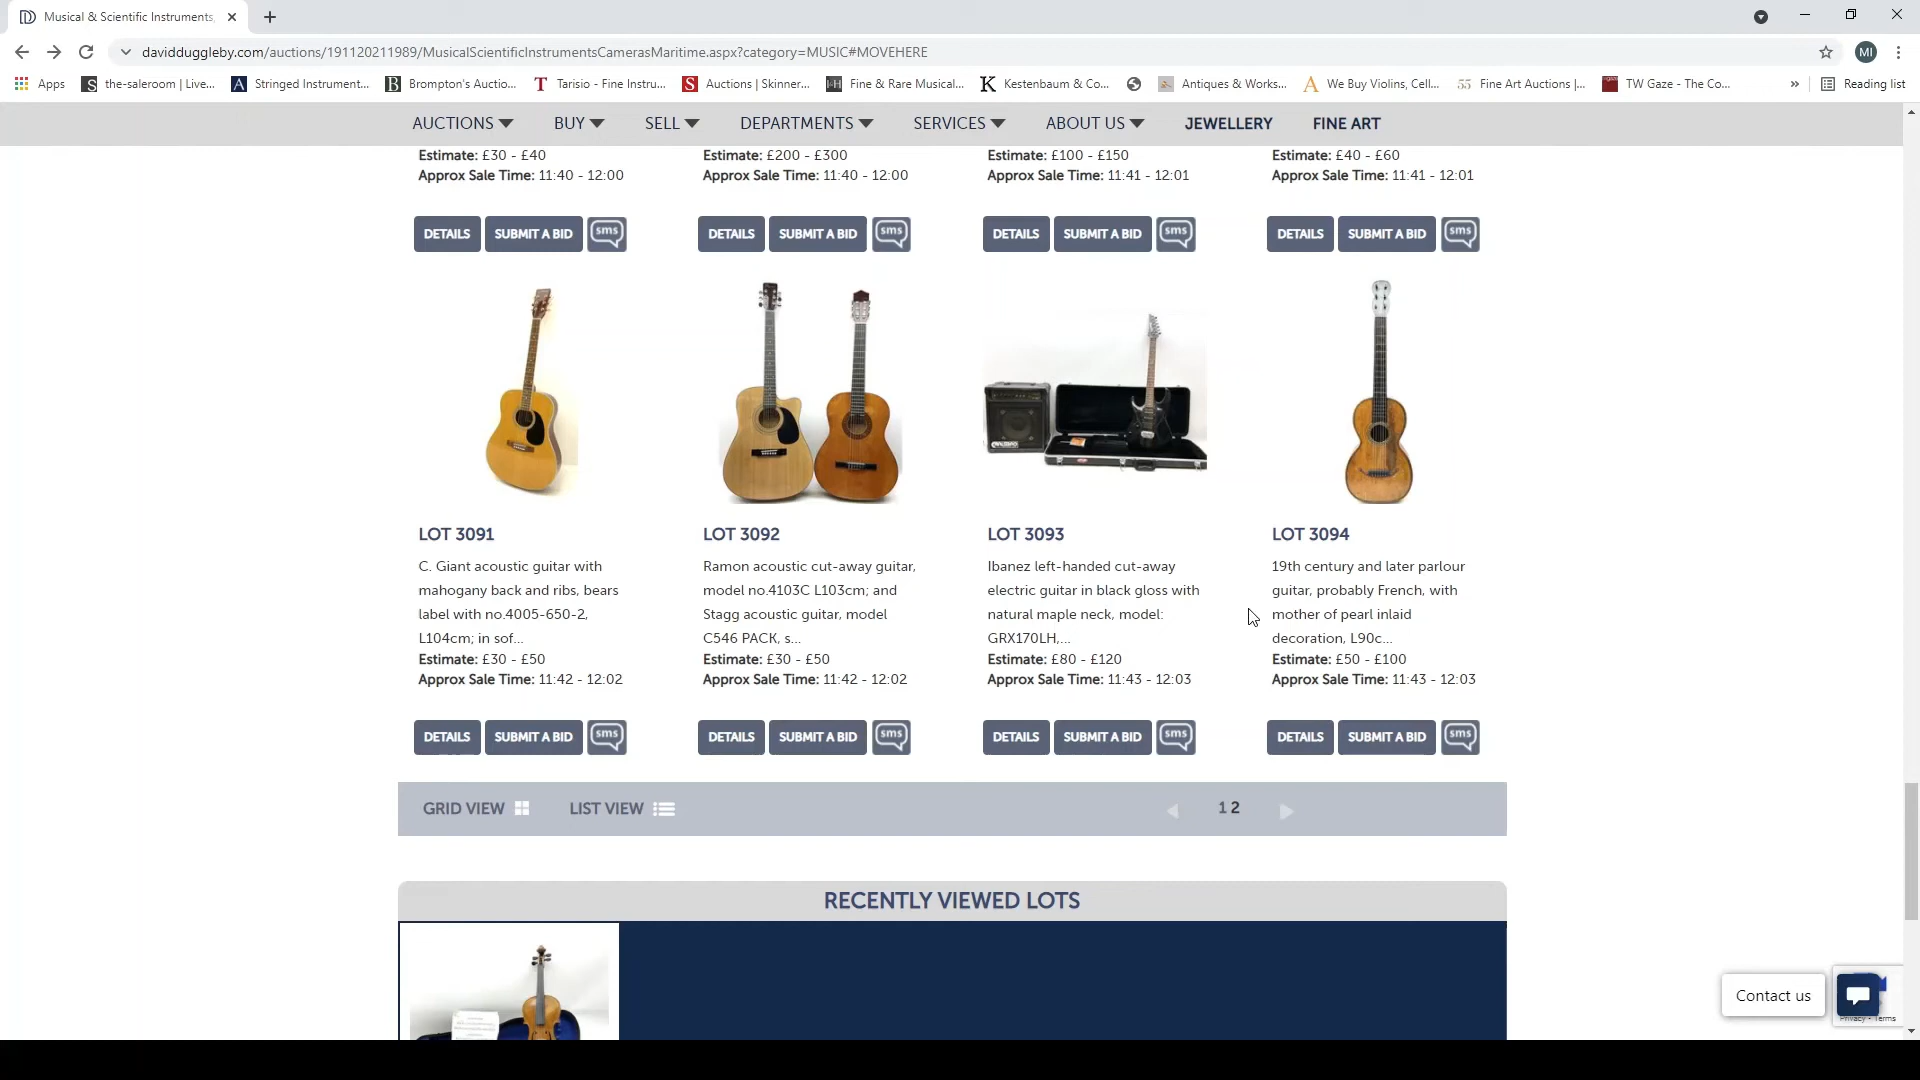 Musical & Scientific Instruments
davidduggleby.com/auctions/191120211989/MusicalScientificInstrumentsCamerasMaritime.aspx?category=MUSIC#MOVEHERE
MI
Apps the-saleroom | Live... Stringed Instrument... Brompton's Auctio... Tarisio - Fine Instru... Auctions | Skinner... Fine & Rare Musical... Kestenbaum & Co... Antiques & Works... We Buy Violins, Cell... Fine Art Auctions |... TW Gaze - The Co... » Reading list
AUCTIONS BUY SELL DEPARTMENTS SERVICES ABOUT US JEWELLERY FINE ART
Estimate: £30 - £40
Approx Sale Time: 11:40 - 12:00
DETAILS SUBMIT A BID sms
Estimate: £200 - £300
Approx Sale Time: 11:40 - 12:00
DETAILS SUBMIT A BID sms
Estimate: £100 - £150
Approx Sale Time: 11:41 - 12:01
DETAILS SUBMIT A BID sms
Estimate: £40 - £60
Approx Sale Time: 11:41 - 12:01
DETAILS SUBMIT A BID sms
LOT 3091
C. Giant acoustic guitar with
mahogany back and ribs, bears
label with no.4005-650-2,
L104cm; in sof...
Estimate: £30 - £50
Approx Sale Time: 11:42 - 12:02
DETAILS SUBMIT A BID sms
LOT 3092
Ramon acoustic cut-away guitar,
model no.4103C L103cm; and
Stagg acoustic guitar, model
C546 PACK, s...
Estimate: £30 - £50
Approx Sale Time: 11:42 - 12:02
DETAILS SUBMIT A BID sms
LOT 3093
Ibanez left-handed cut-away
electric guitar in black gloss with
natural maple neck, model:
GRX170LH,...
Estimate: £80 - £120
Approx Sale Time: 11:43 - 12:03
DETAILS SUBMIT A BID sms
LOT 3094
19th century and later parlour
guitar, probably French, with
mother of pearl inlaid
decoration, L90c...
Estimate: £50 - £100
Approx Sale Time: 11:43 - 12:03
DETAILS SUBMIT A BID sms
GRID VIEW LIST VIEW 1 2
RECENTLY VIEWED LOTS
Contact us
Privacy - Terms